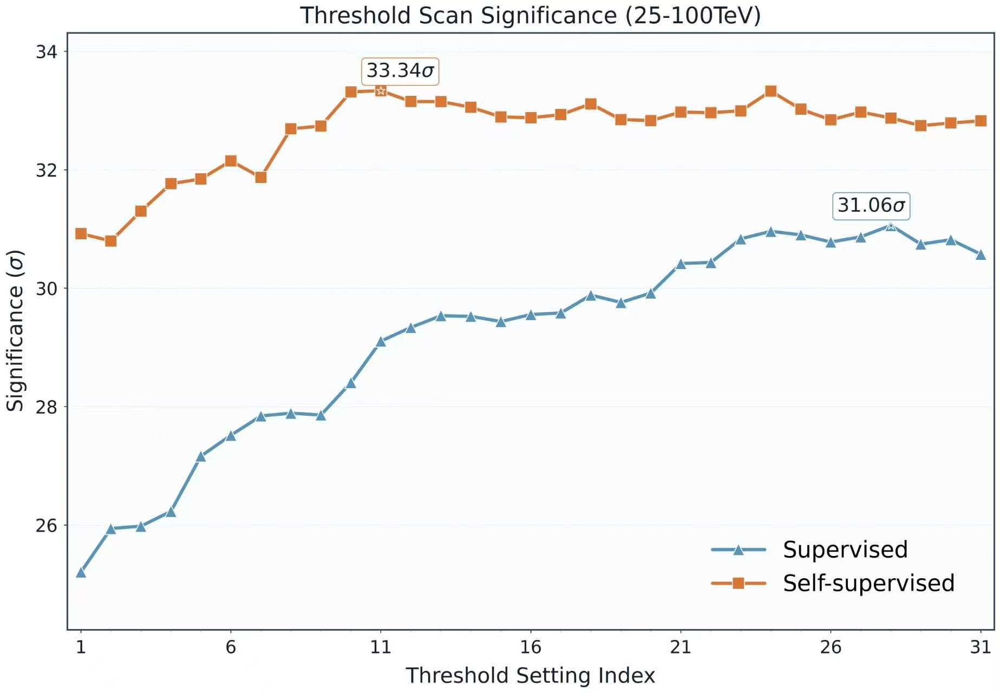 Threshold Scan Significance (25-100TeV)
34
33.34σ
32
31.06σ
30
28
26
Significance (σ)
Supervised
Self-supervised
1 6 11 16 21 26 31
Threshold Setting Index